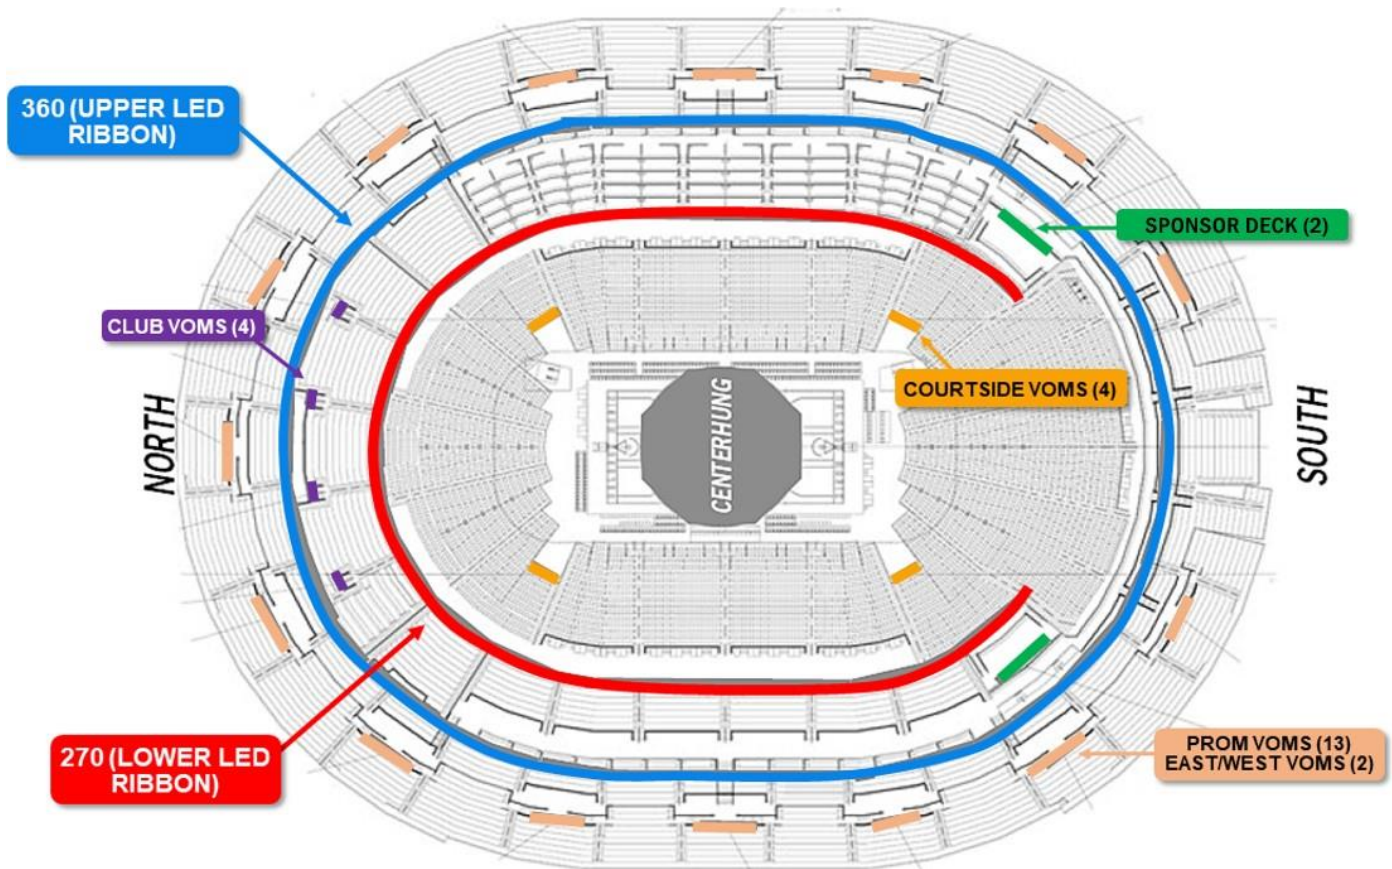 360 (UPPER LED
RIBBON)
SPONSOR DECK (2)
CLUB VOMS (4)
COURTSIDE VOMS (4)
NORTH
CENTERHUNG
SOUTH
270 (LOWER LED
RIBBON)
PROM VOMS (13)
EAST/WEST VOMS (2)